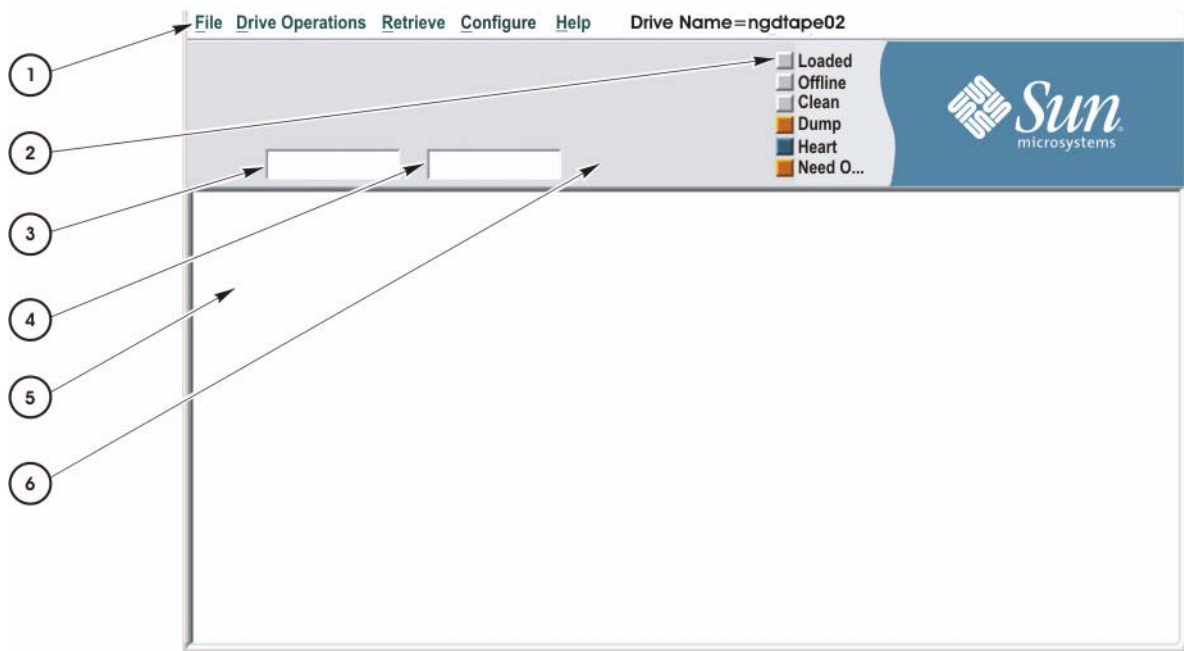 File Drive Operations Retrieve Configure Help Drive Name=ngdtape02
1
Loaded
Offline
Clean
Dump
Heart
Need O...
Sun
microsystems
2
3
4
5
6